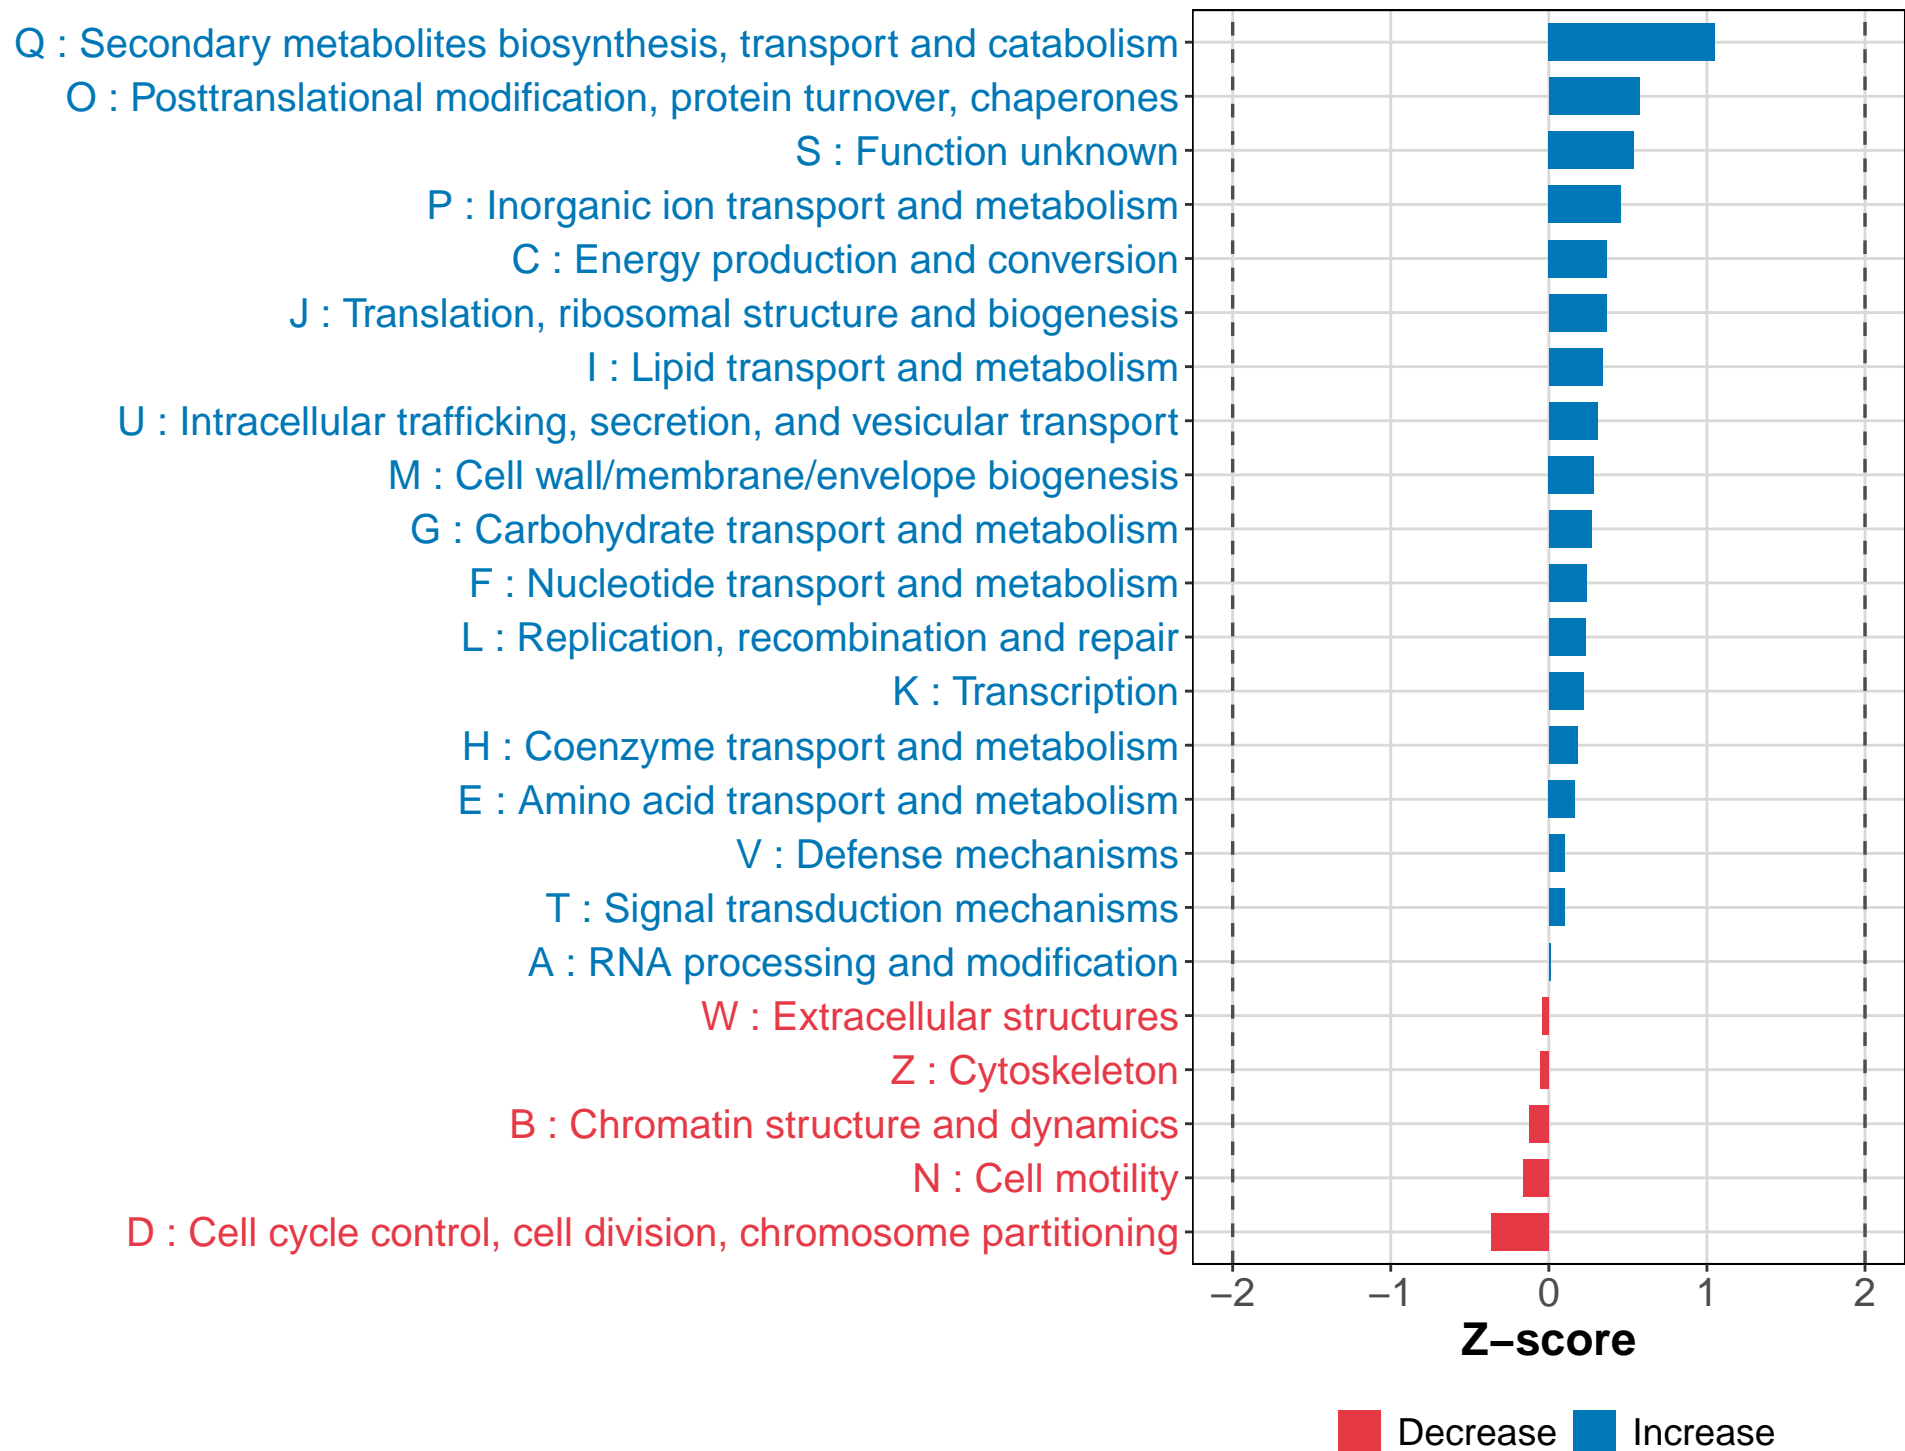 Q : Secondary metabolites biosynthesis, transport and catabolism
O : Posttranslational modification, protein turnover, chaperones
S : Function unknown
P : Inorganic ion transport and metabolism
C : Energy production and conversion
J : Translation, ribosomal structure and biogenesis
I : Lipid transport and metabolism
U : Intracellular trafficking, secretion, and vesicular transport
M : Cell wall/membrane/envelope biogenesis
G : Carbohydrate transport and metabolism
F : Nucleotide transport and metabolism
L : Replication, recombination and repair
K : Transcription
H : Coenzyme transport and metabolism
E : Amino acid transport and metabolism
V : Defense mechanisms
T : Signal transduction mechanisms
A : RNA processing and modification
W : Extracellular structures
Z : Cytoskeleton
B : Chromatin structure and dynamics
N : Cell motility
D : Cell cycle control, cell division, chromosome partitioning
−2 −1 0 1 2
Z−score
Decrease Increase